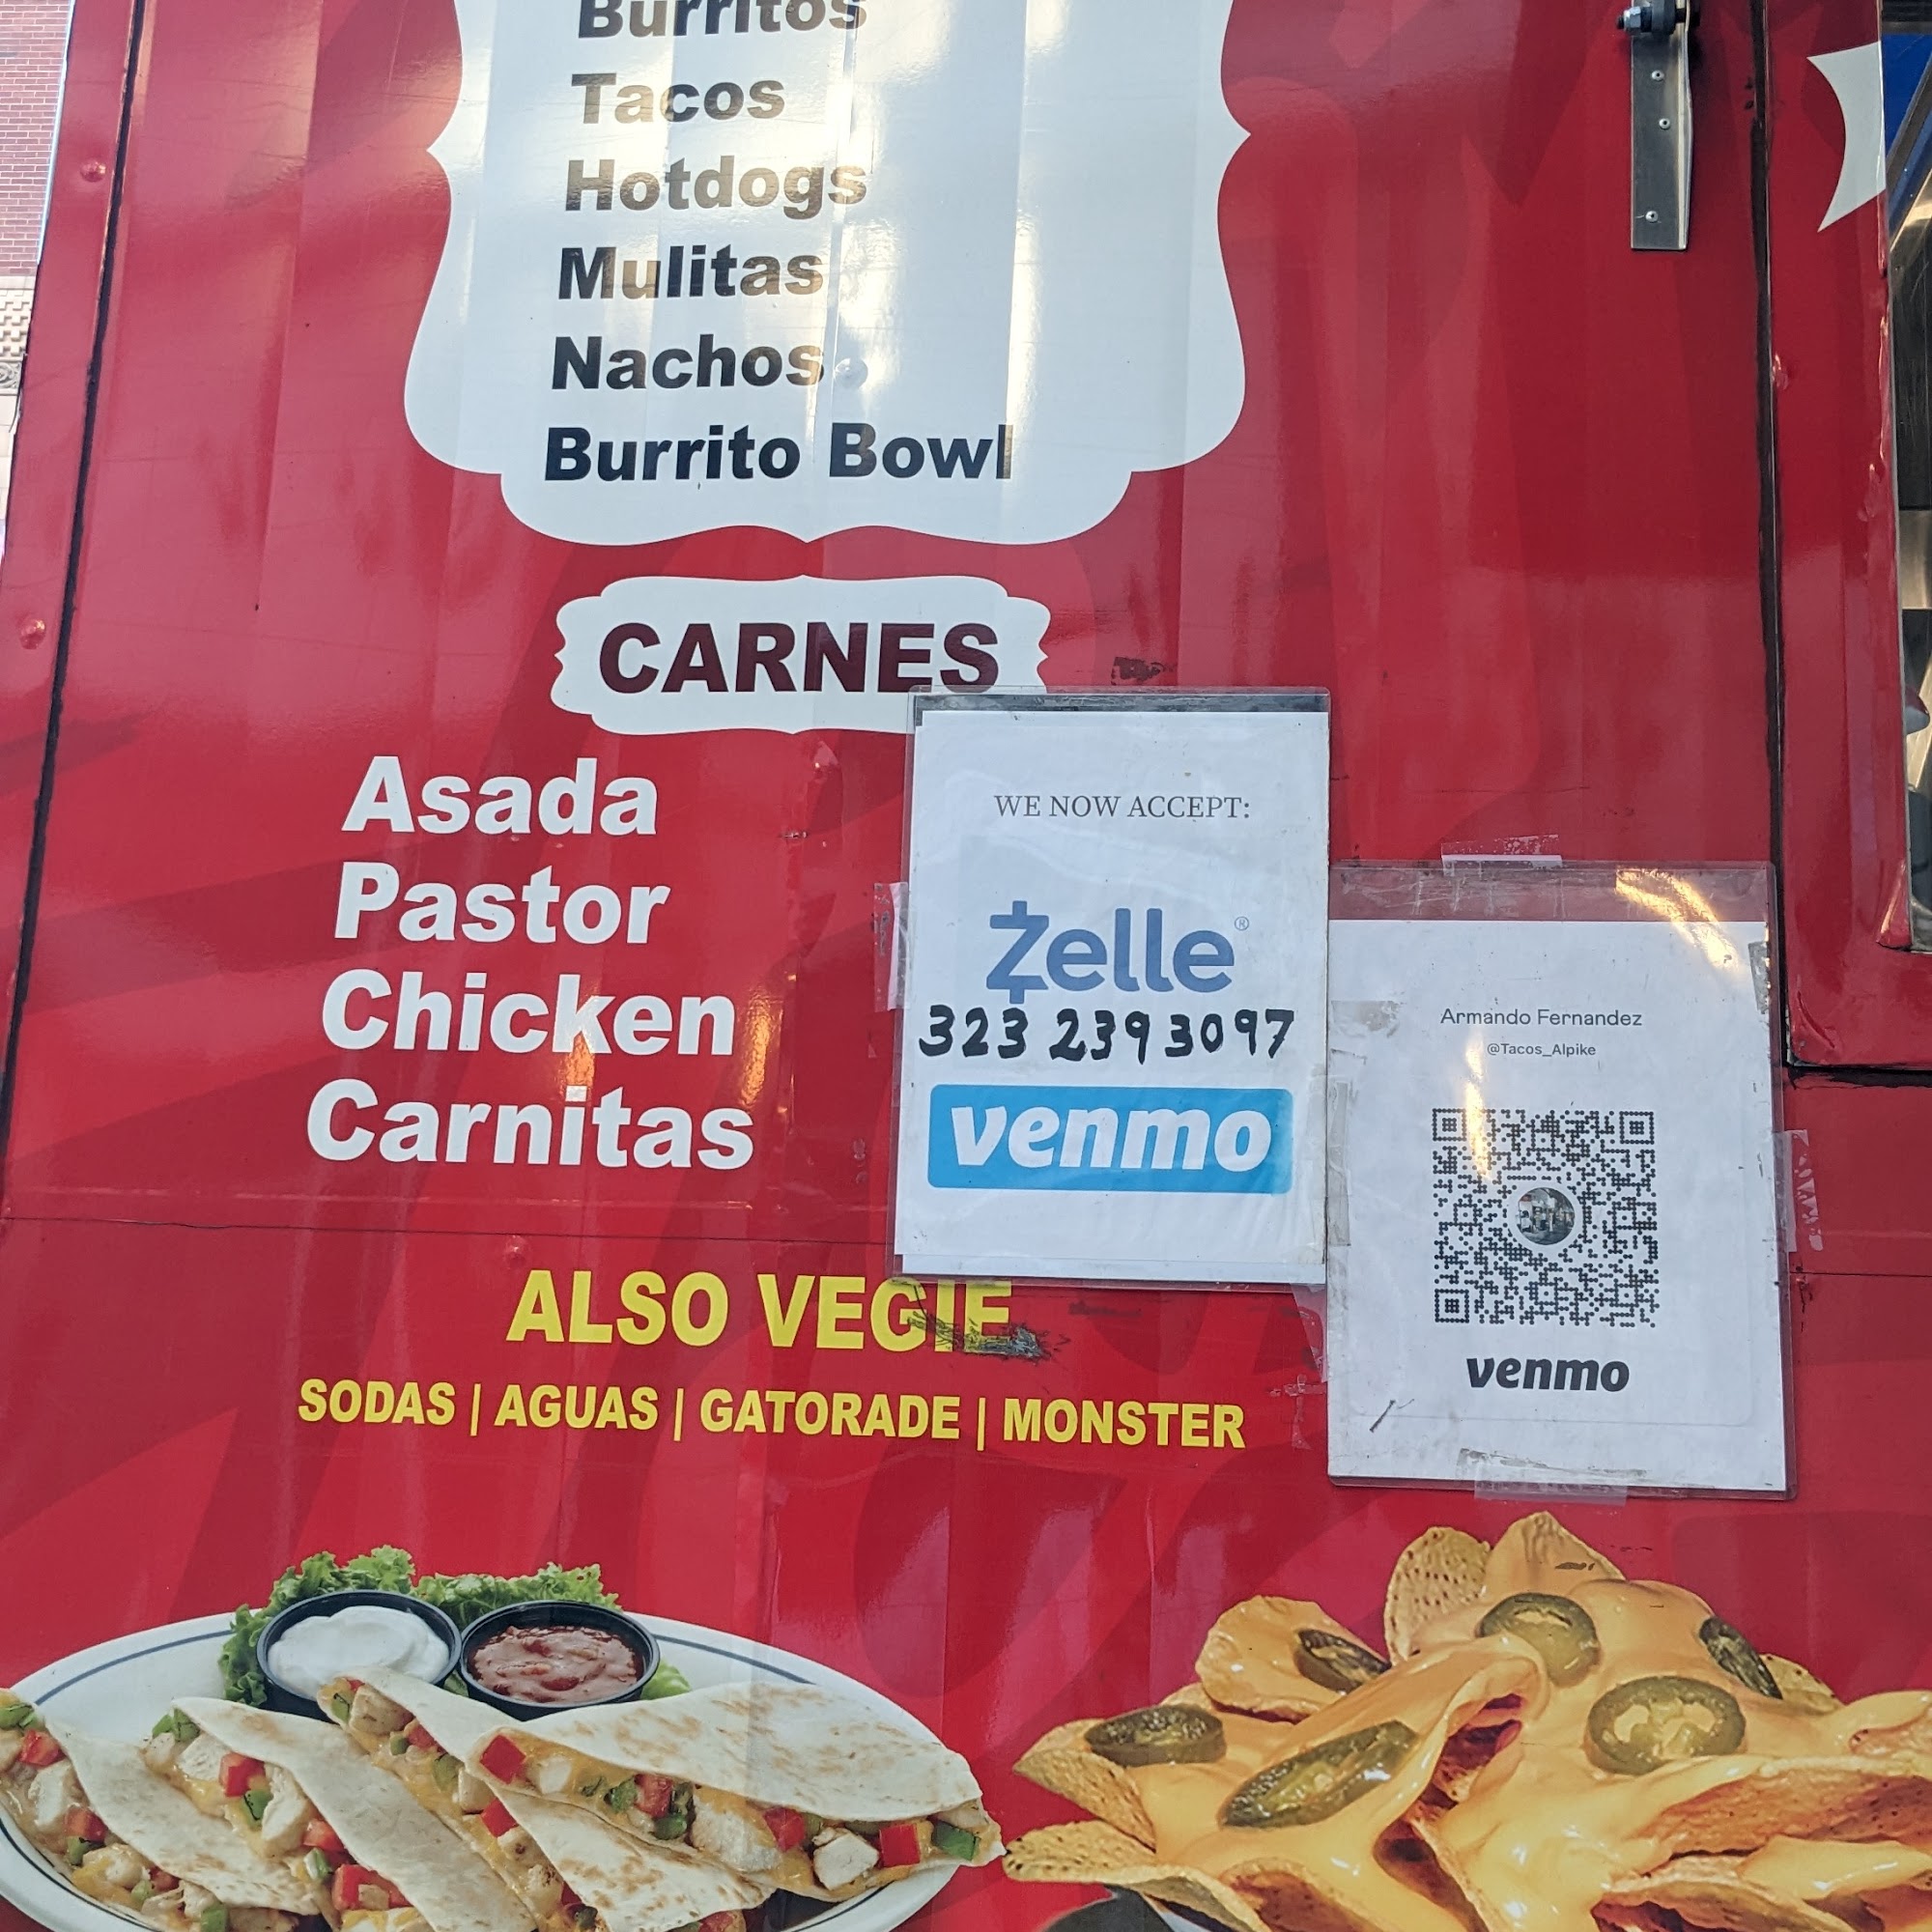 Burritos
Tacos
Hotdogs
Mulitas
Nachos
Burrito Bowl
CARNES
Asada
Pastor
Chicken
Carnitas
WE NOW ACCEPT:
Zelle®
323 239 3097
venmo
Armando Fernandez
@Tacos_Alpike
venmo
ALSO VEGIE
SODAS | AGUAS | GATORADE | MONSTER